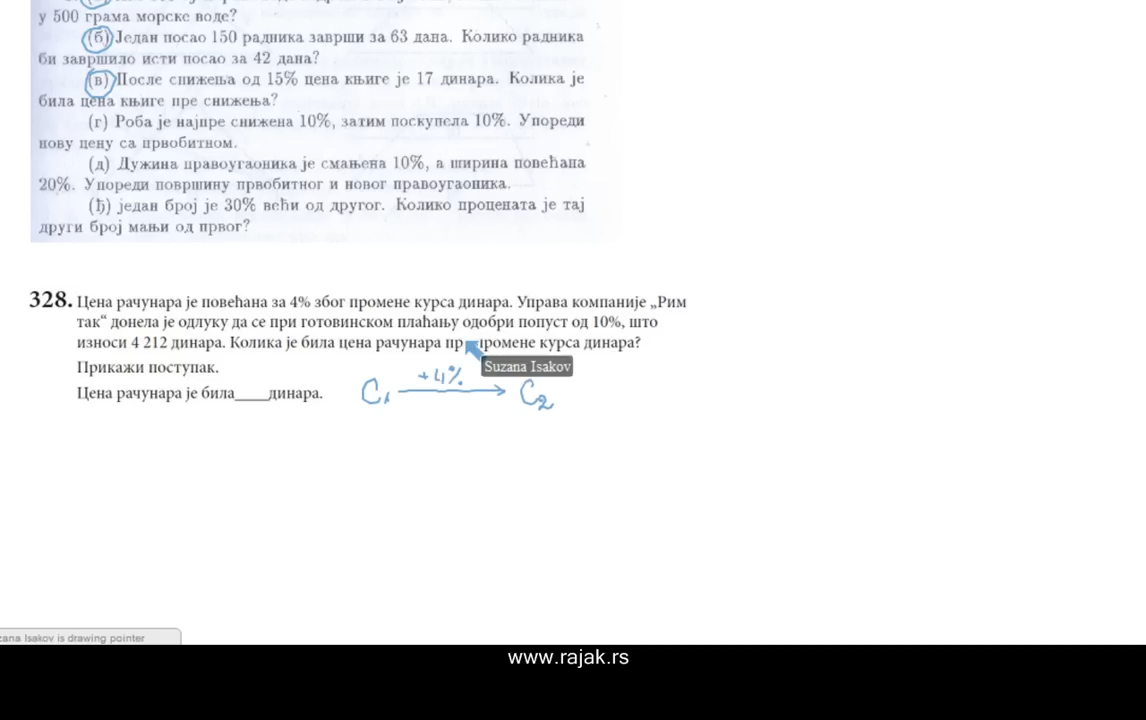 у 500 грама морске воде?
(б) Један посао 150 радника заврши за 63 дана. Колико радника
би завршило исти посао за 42 дана?
(в) После снижења од 15% цена књиге је 17 динара. Колика је
била цена књиге пре снижења?
(г) Роба је најпре снижена 10%, затим поскупела 10%. Упореди
нову цену са првобитном.
(д) Дужина правоугаоника је смањена 10%, а ширина повећана
20%. Упореди површину првобитног и новог правоугаоника.
(ђ) један број је 30% већи од другог. Колико процената је тај
други број мањи од првог?
328. Цена рачунара је повећана за 4% због промене курса динара. Управа компаније „Рим
так“ донела је одлуку да се при готовинском плаћању одобри попуст од 10%, што
износи 4 212 динара. Колика је била цена рачунара пр промене курса динара?
Suzana Isakov
Прикажи поступак.
+4%
Цена рачунара је била____динара. C1 → C2
zana Isakov is drawing pointer
www.rajak.rs